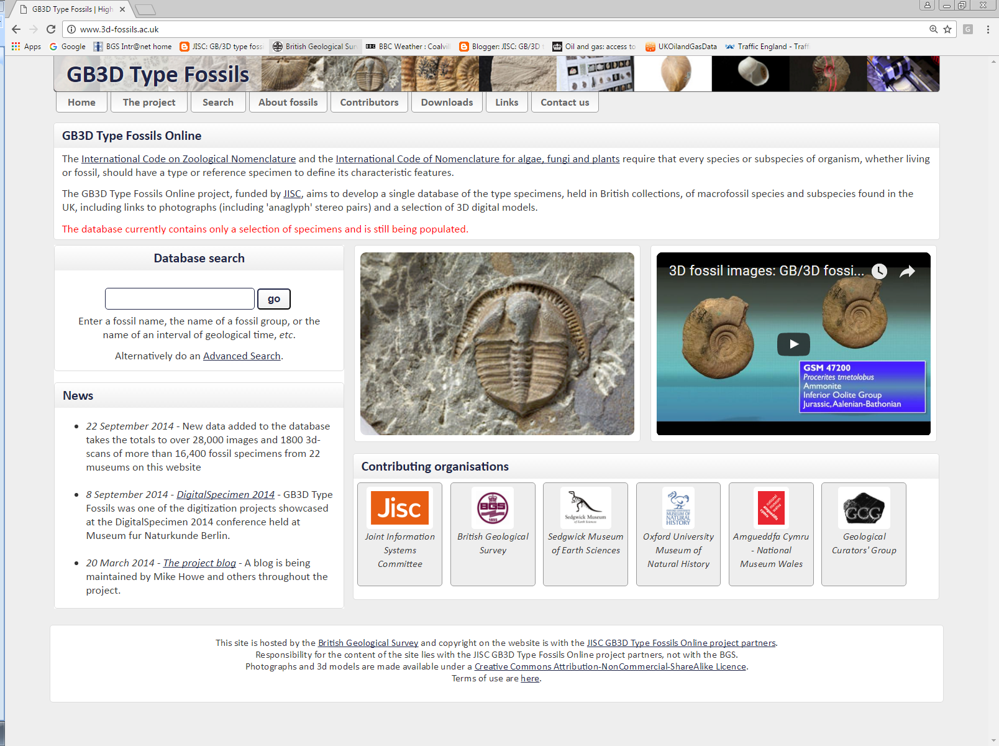 GB3D Type Fossils | High
www.3d-fossils.ac.uk
G
Apps Google BGS Intr@net home JISC: GB/3D type foss British Geological Sur BBC BBC Weather : Coalvil Blogger: JISC: GB/3D Oil and gas: access to UKOilandGasData Traffic England - Traff
GB3D Type Fossils
Home The project Search About fossils Contributors Downloads Links Contact us
GB3D Type Fossils Online
The International Code on Zoological Nomenclature and the International Code of Nomenclature for algae, fungi and plants require that every species or subspecies of organism, whether living
or fossil, should have a type or reference specimen to define its characteristic features.
The GB3D Type Fossils Online project, funded by JISC, aims to develop a single database of the type specimens, held in British collections, of macrofossil species and subspecies found in the
UK, including links to photographs (including 'anaglyph' stereo pairs) and a selection of 3D digital models.
The database currently contains only a selection of specimens and is still being populated.
Database search
go
Enter a fossil name, the name of a fossil group, or the
name of an interval of geological time, etc.
Alternatively do an Advanced Search.
News
• 22 September 2014 - New data added to the database
takes the totals to over 28,000 images and 1800 3d-
scans of more than 16,400 fossil specimens from 22
museums on this website
• 8 September 2014 - DigitalSpecimen 2014 - GB3D Type
Fossils was one of the digitization projects showcased
at the DigitalSpecimen 2014 conference held at
Museum fur Naturkunde Berlin.
• 20 March 2014 - The project blog - A blog is being
maintained by Mike Howe and others throughout the
project.
3D fossil images: GB/3D fossi...
GSM 47200
Procerites tmetolobus
Ammonite
Inferior Oolite Group
Jurassic, Aalenian-Bathonian
Contributing organisations
Jisc
Joint Information
Systems
Committee
BGS
1835
British Geological
Survey
Sedgwick Museum
of Earth Sciences
Sedgwick Museum
of Earth Sciences
OXFORD UNIVERSITY
MUSEUM OF
NATURAL
HISTORY
Oxford University
Museum of
Natural History
national
museum
wales
amgueddfa
cymru
Amgueddfa Cymru
- National
Museum Wales
GCG
Geological
Curators' Group
This site is hosted by the British Geological Survey and copyright on the website is with the JISC GB3D Type Fossils Online project partners.
Responsibility for the content of the site lies with the JISC GB3D Type Fossils Online project partners, not with the BGS.
Photographs and 3d models are made available under a Creative Commons Attribution-NonCommercial-ShareAlike Licence.
Terms of use are here.